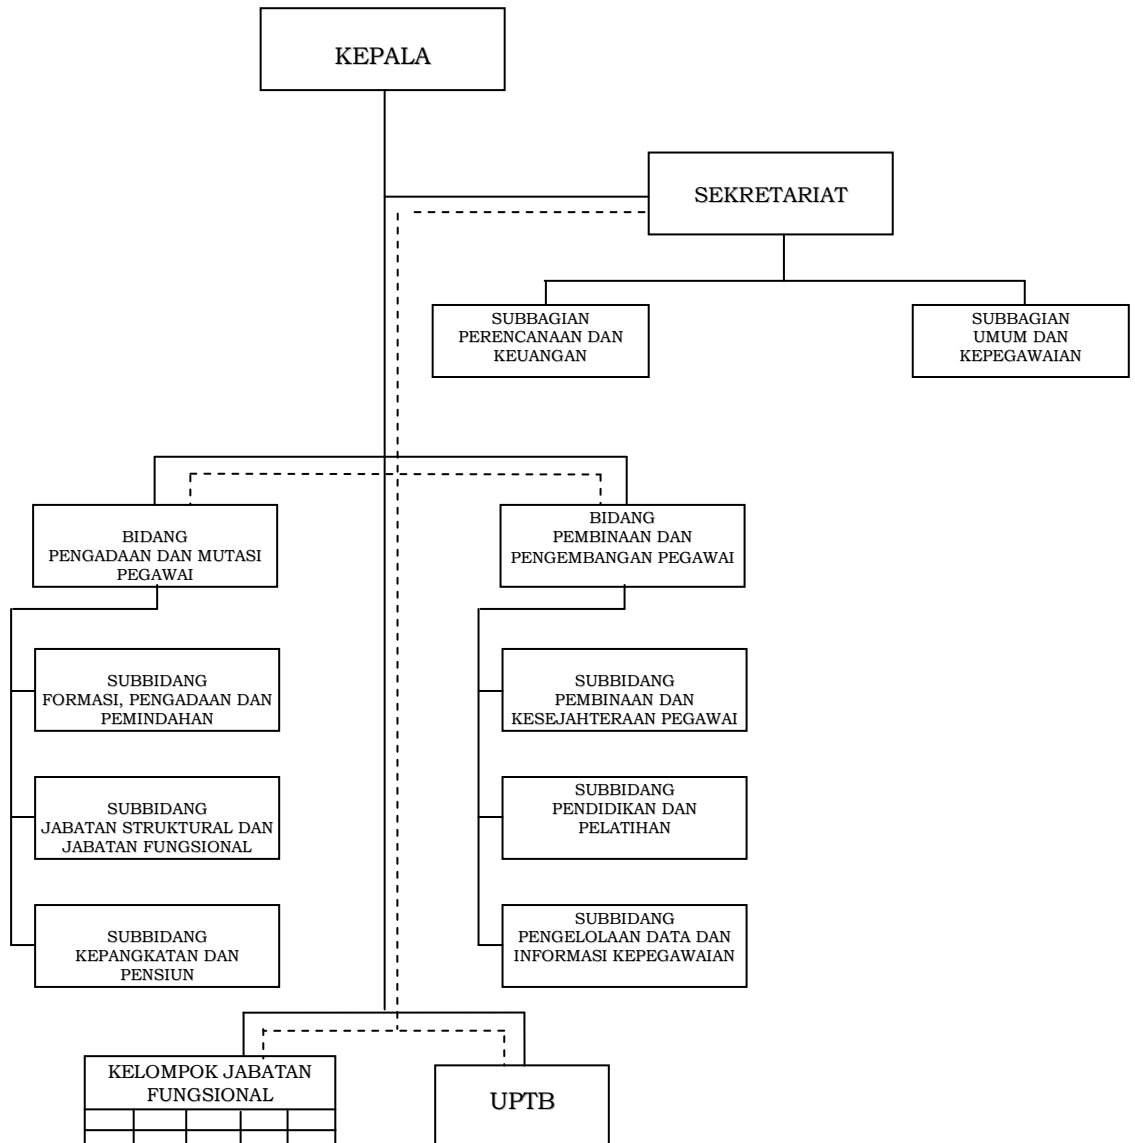 KEPALA
SEKRETARIAT
SUBBAGIAN
PERENCANAAN DAN
KEUANGAN
SUBBAGIAN
UMUM DAN
KEPEGAWAIAN
BIDANG
PENGADAAN DAN MUTASI
PEGAWAI
BIDANG
PEMBINAAN DAN
PENGEMBANGAN PEGAWAI
SUBBIDANG
FORMASI, PENGADAAN DAN
PEMINDAHAN
SUBBIDANG
PEMBINAAN DAN
KESEJAHTERAAN PEGAWAI
SUBBIDANG
JABATAN STRUKTURAL DAN
JABATAN FUNGSIONAL
SUBBIDANG
PENDIDIKAN DAN
PELATIHAN
SUBBIDANG
KEPANGKATAN DAN
PENSIUN
SUBBIDANG
PENGELOLAAN DATA DAN
INFORMASI KEPEGAWAIAN
KELOMPOK JABATAN
FUNGSIONAL
UPTB